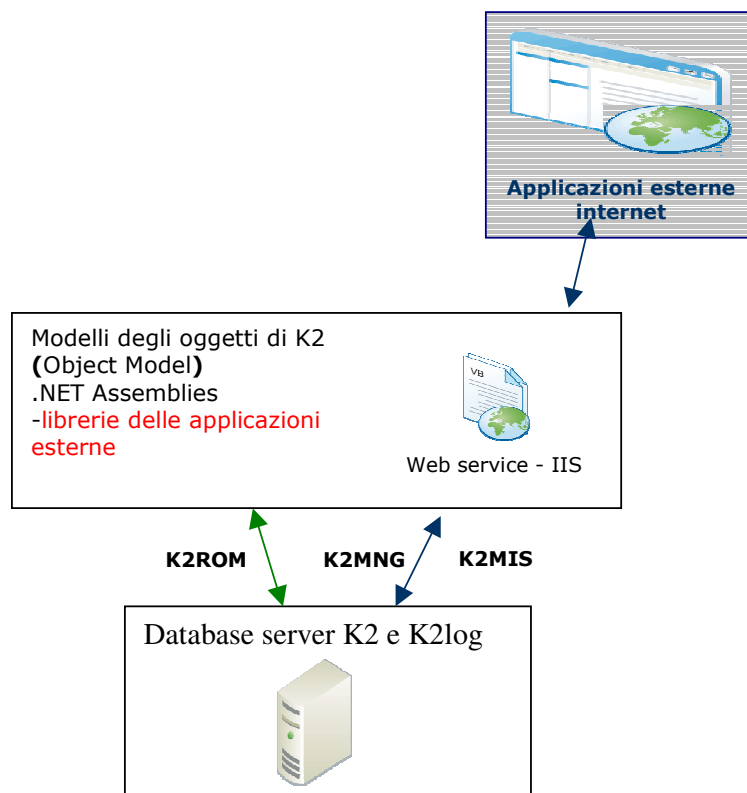 Applicazioni esterne
internet
Modelli degli oggetti di K2
(Object Model)
.NET Assemblies
-librerie delle applicazioni
esterne
VB
Web service - IIS
K2ROM
K2MNG
K2MIS
Database server K2 e K2log